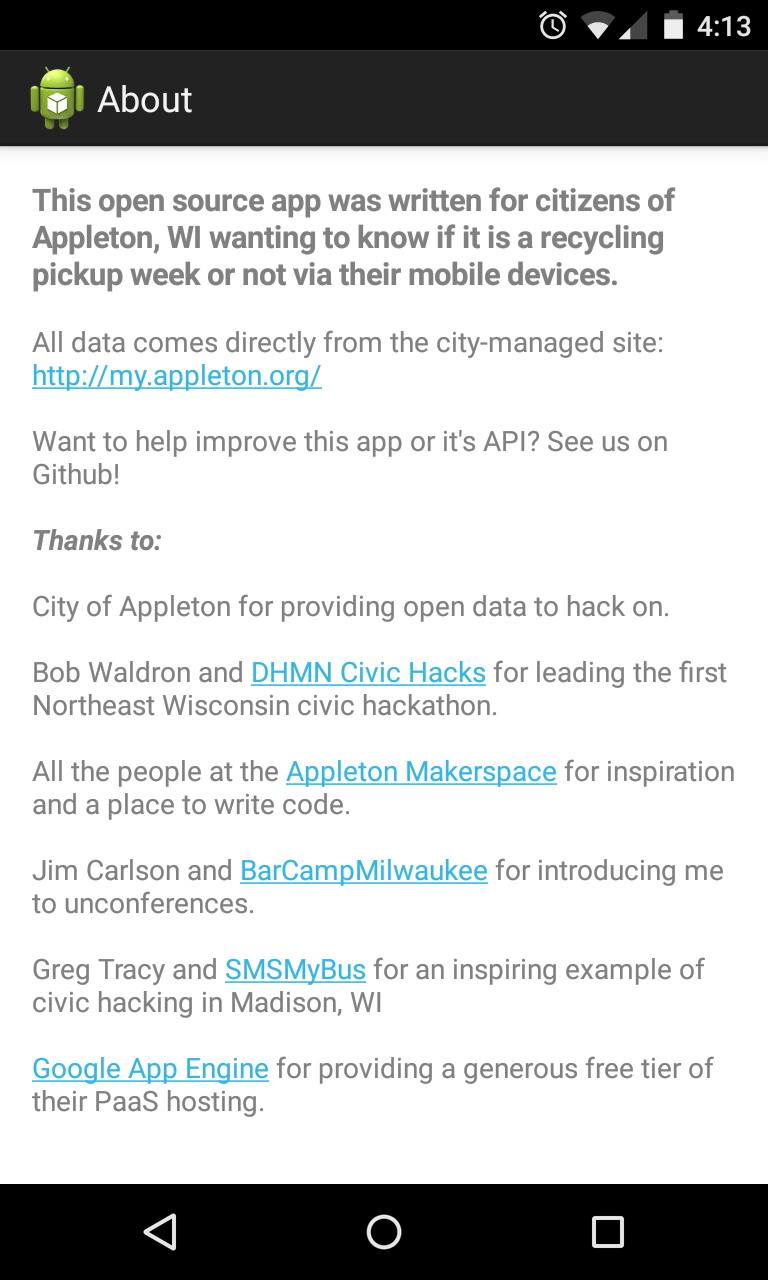 4:13
About
This open source app was written for citizens of
Appleton, WI wanting to know if it is a recycling
pickup week or not via their mobile devices.
All data comes directly from the city-managed site:
http://my.appleton.org/
Want to help improve this app or it's API? See us on
Github!
Thanks to:
City of Appleton for providing open data to hack on.
Bob Waldron and DHMN Civic Hacks for leading the first
Northeast Wisconsin civic hackathon.
All the people at the Appleton Makerspace for inspiration
and a place to write code.
Jim Carlson and BarCampMilwaukee for introducing me
to unconferences.
Greg Tracy and SMSMyBus for an inspiring example of
civic hacking in Madison, WI
Google App Engine for providing a generous free tier of
their PaaS hosting.